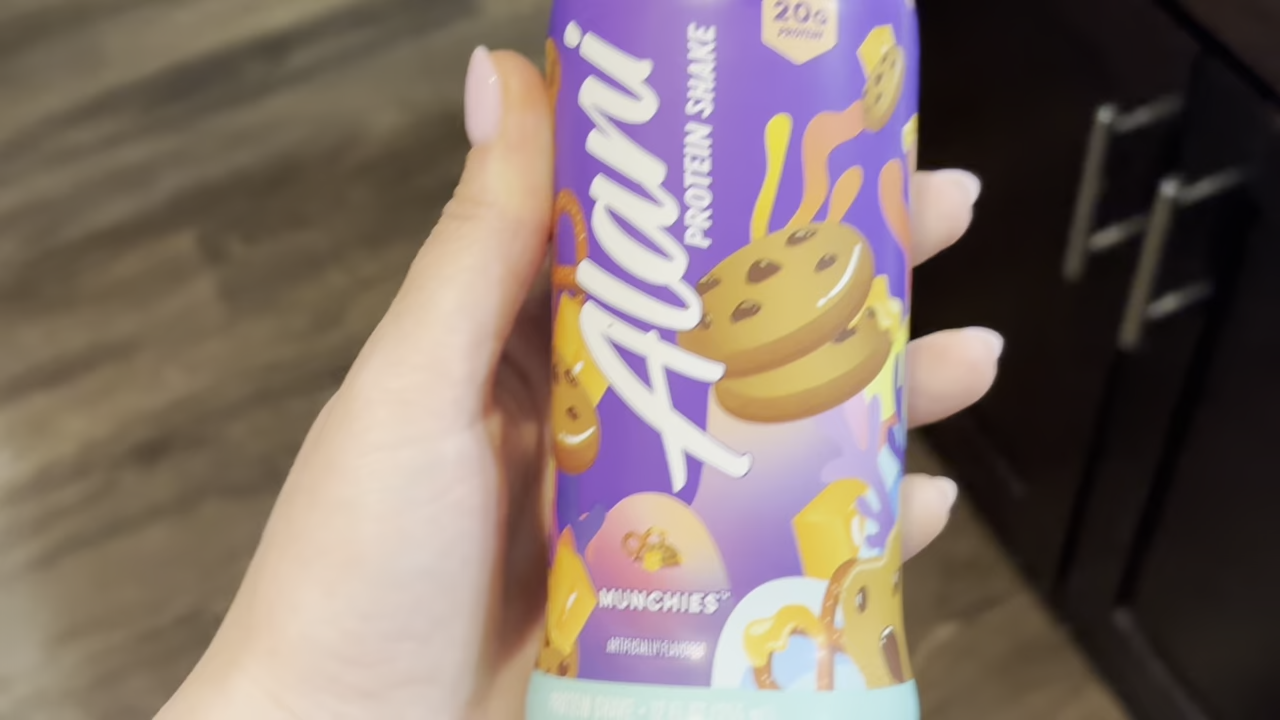 20g
PROTEIN
Alani
PROTEIN SHAKE
MUNCHIES
ARTIFICIALLY FLAVORED